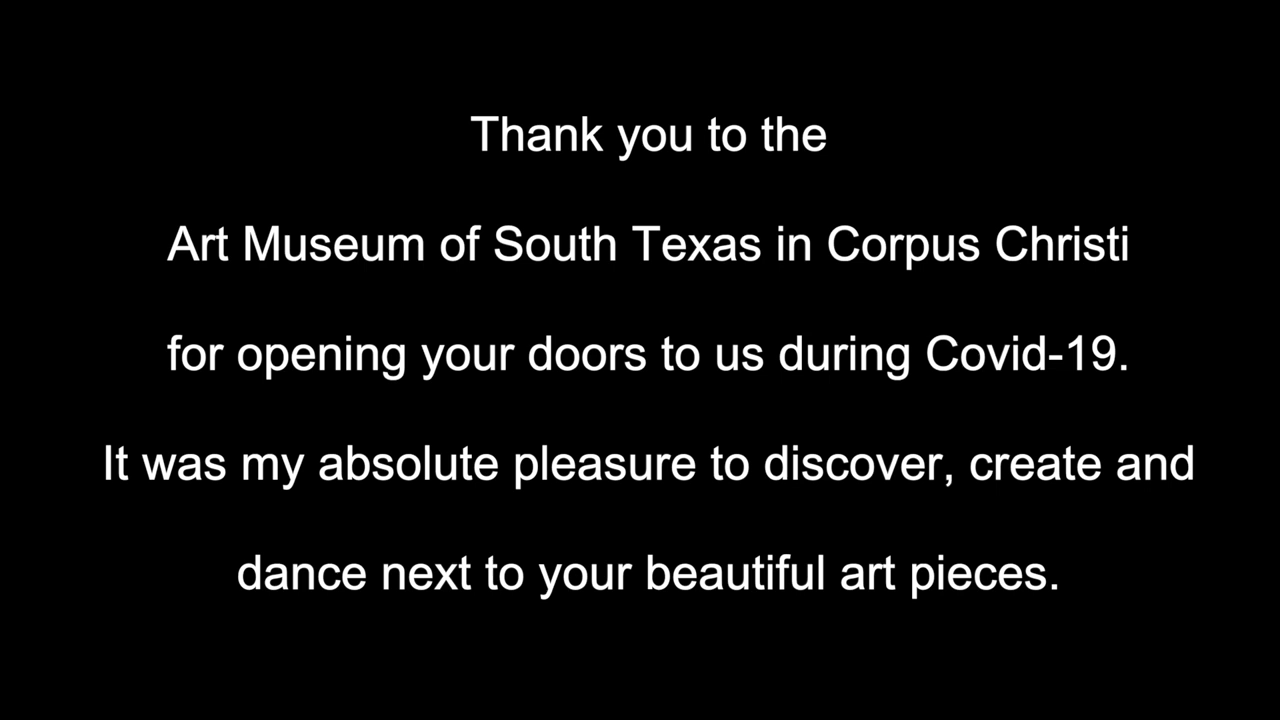 Thank you to the
Art Museum of South Texas in Corpus Christi
for opening your doors to us during Covid-19.
It was my absolute pleasure to discover, create and
dance next to your beautiful art pieces.